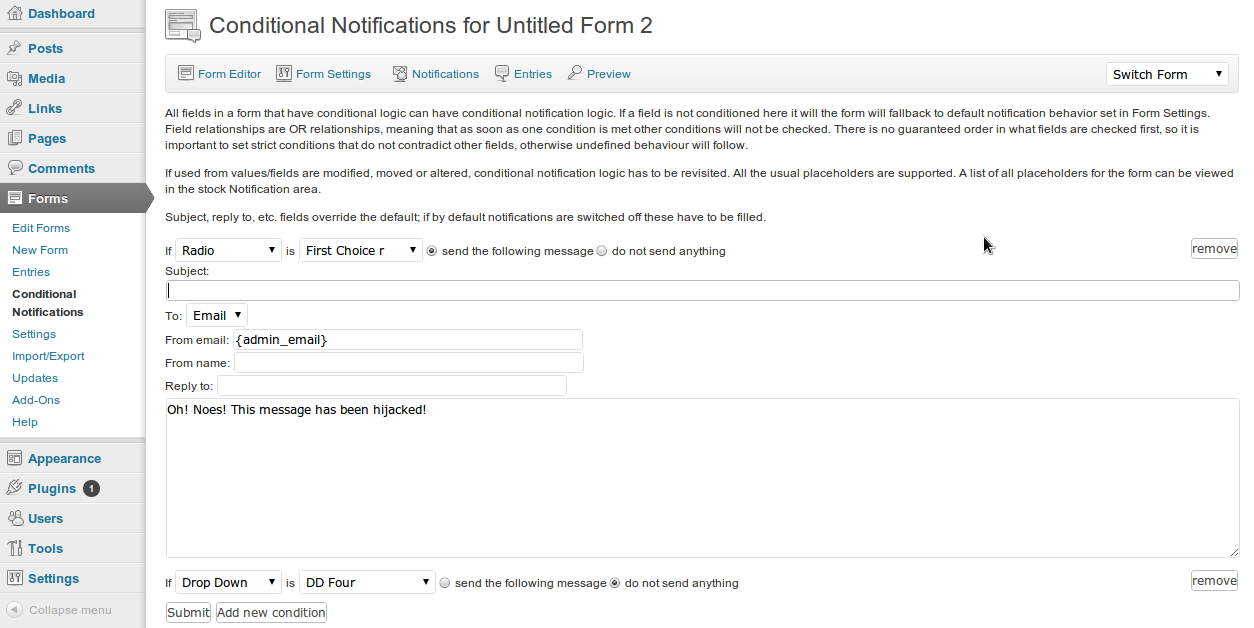 Dashboard
Posts
Media
Links
Pages
Comments
Forms
Edit Forms
New Form
Entries
Conditional
Notifications
Settings
Import/Export
Updates
Add-Ons
Help
Appearance
Plugins 1
Users
Tools
Settings
Collapse menu
Conditional Notifications for Untitled Form 2
Form Editor Form Settings Notifications Entries Preview Switch Form
All fields in a form that have conditional logic can have conditional notification logic. If a field is not conditioned here it will the form will fallback to default notification behavior set in Form Settings.
Field relationships are OR relationships, meaning that as soon as one condition is met other conditions will not be checked. There is no guaranteed order in what fields are checked first, so it is
important to set strict conditions that do not contradict other fields, otherwise undefined behaviour will follow.
If used from values/fields are modified, moved or altered, conditional notification logic has to be revisited. All the usual placeholders are supported. A list of all placeholders for the form can be viewed
in the stock Notification area.
Subject, reply to, etc. fields override the default; if by default notifications are switched off these have to be filled.
If Radio is First Choice r send the following message do not send anything remove
Subject:
To: Email
From email: {admin_email}
From name:
Reply to:
Oh! Noes! This message has been hijacked!
If Drop Down is DD Four send the following message do not send anything remove
Submit Add new condition